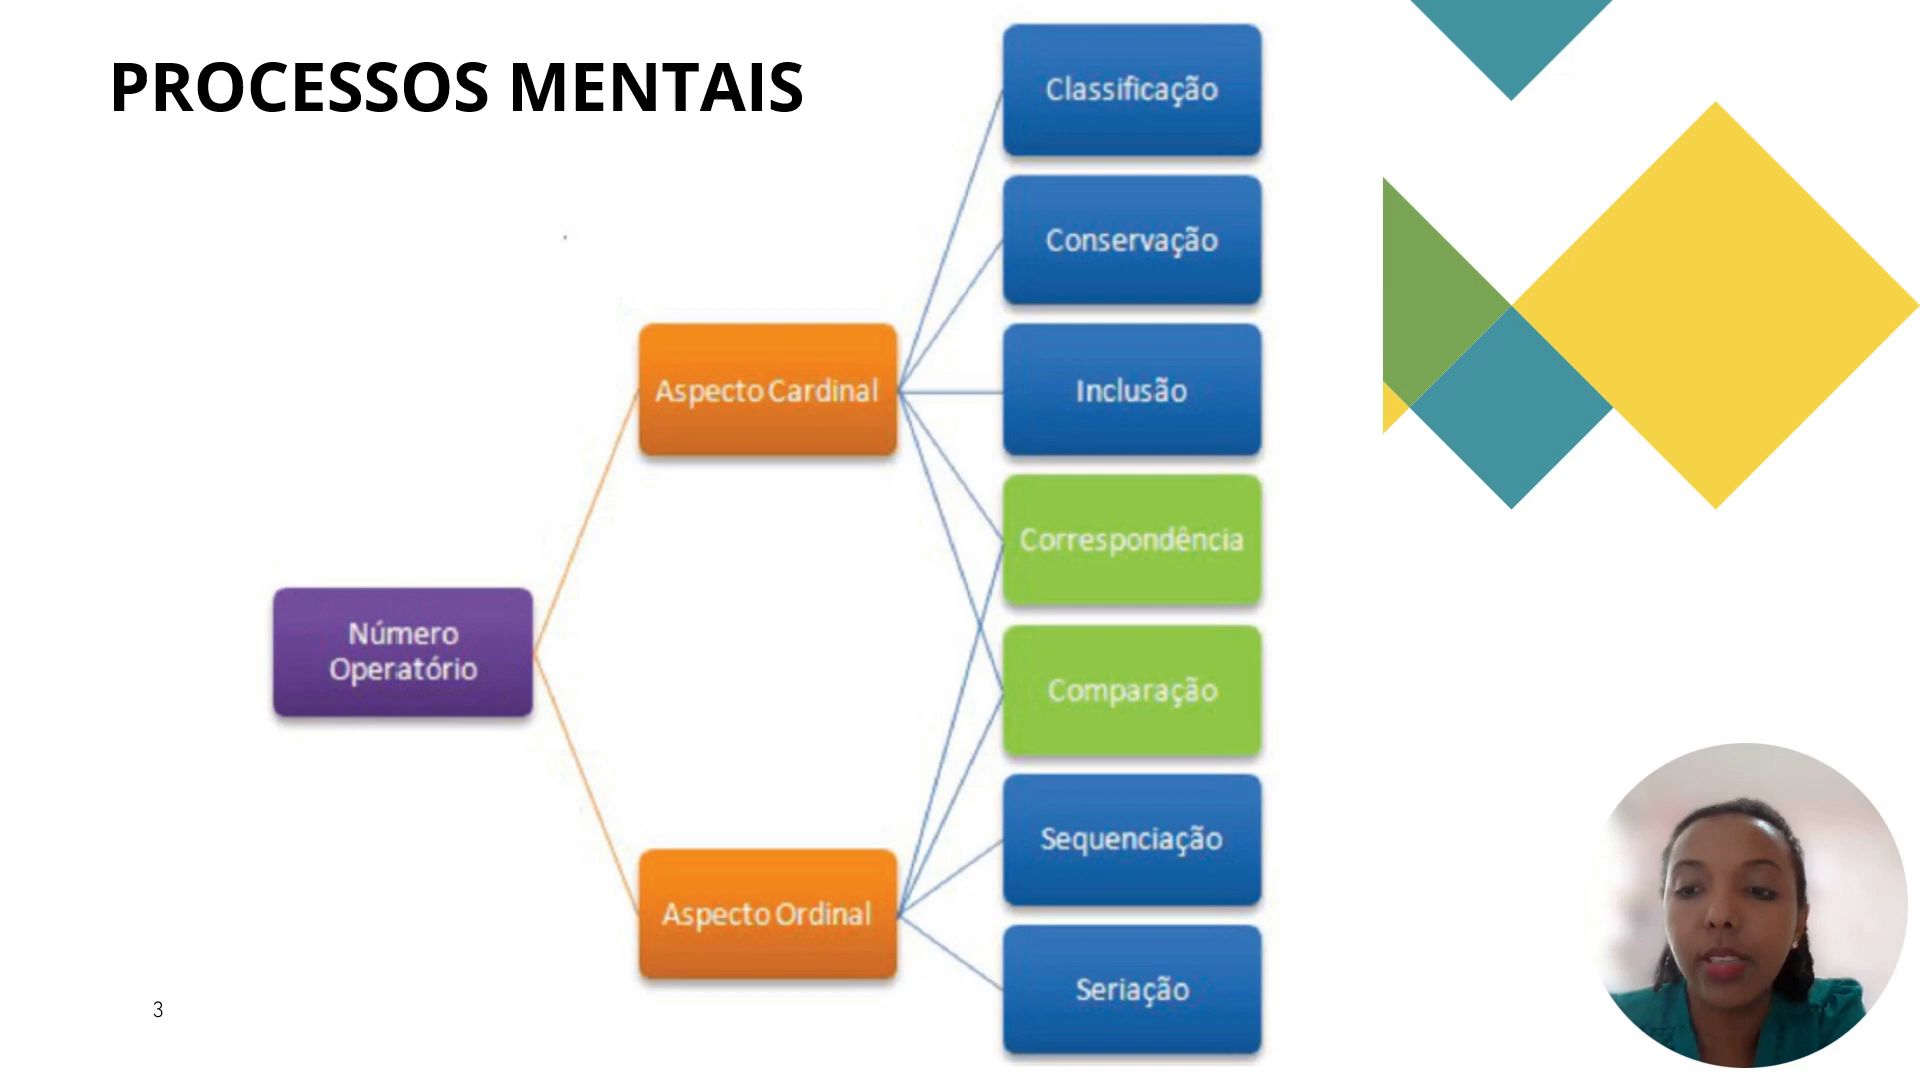 PROCESSOS MENTAIS
Classificação
Conservação
Aspecto Cardinal
Inclusão
Correspondência
Número
Operatório
Comparação
Sequenciação
Aspecto Ordinal
Seriação
3